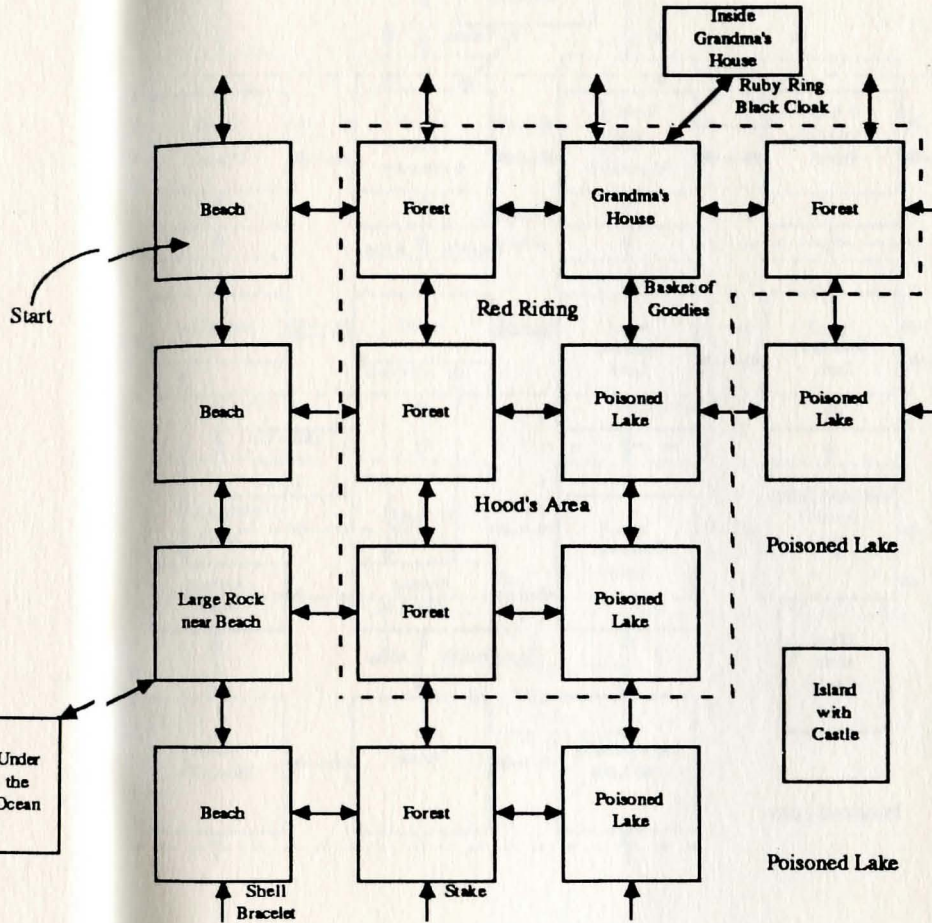 Inside
Grandma's
House
Ruby Ring
Black Cloak
Beach
Forest
Grandma's
House
Forest
Start
Basket of
Goodies
Red Riding
Beach
Forest
Poisoned
Lake
Poisoned
Lake
Hood's Area
Poisoned Lake
Large Rock
near Beach
Forest
Poisoned
Lake
Island
with
Castle
Under
the
Ocean
Beach
Forest
Poisoned
Lake
Poisoned Lake
Shell
Bracelet
Stake